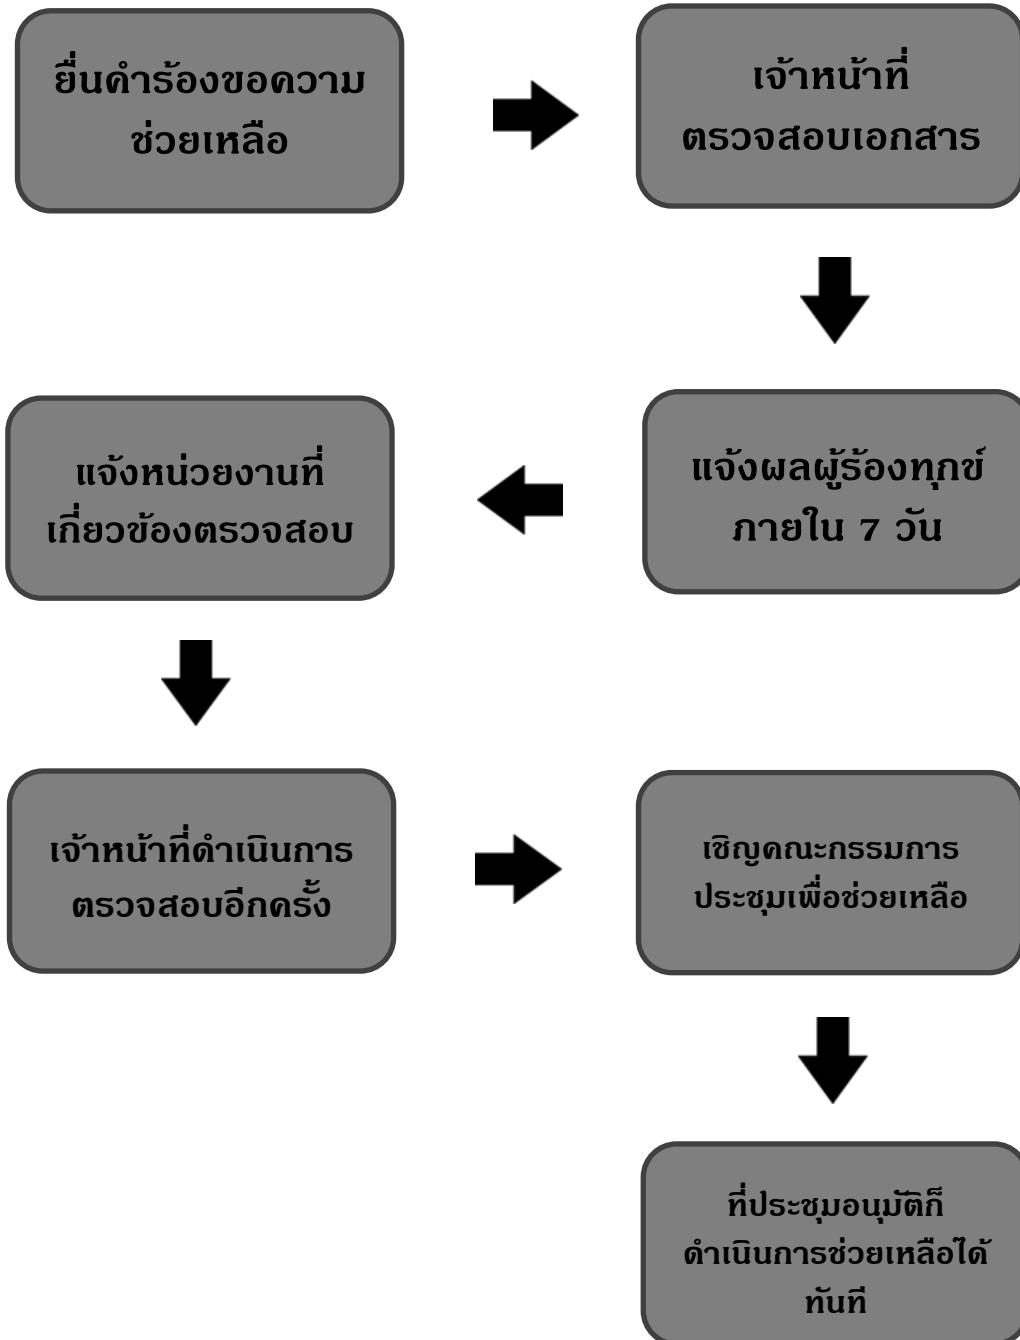 ยื่นคำร้องขอความ
ช่วยเหลือ
เจ้าหน้าที่
ตรวจสอบเอกสาร
แจ้งผลผู้ร้องทุกข์
ภายใน 7 วัน
แจ้งหน่วยงานที่
เกี่ยวข้องตรวจสอบ
เจ้าหน้าที่ดำเนินการ
ตรวจสอบอีกครั้ง
เชิญคณะกรรมการ
ประชุมเพื่อช่วยเหลือ
ที่ประชุมอนุมัติก็
ดำเนินการช่วยเหลือได้
ทันที